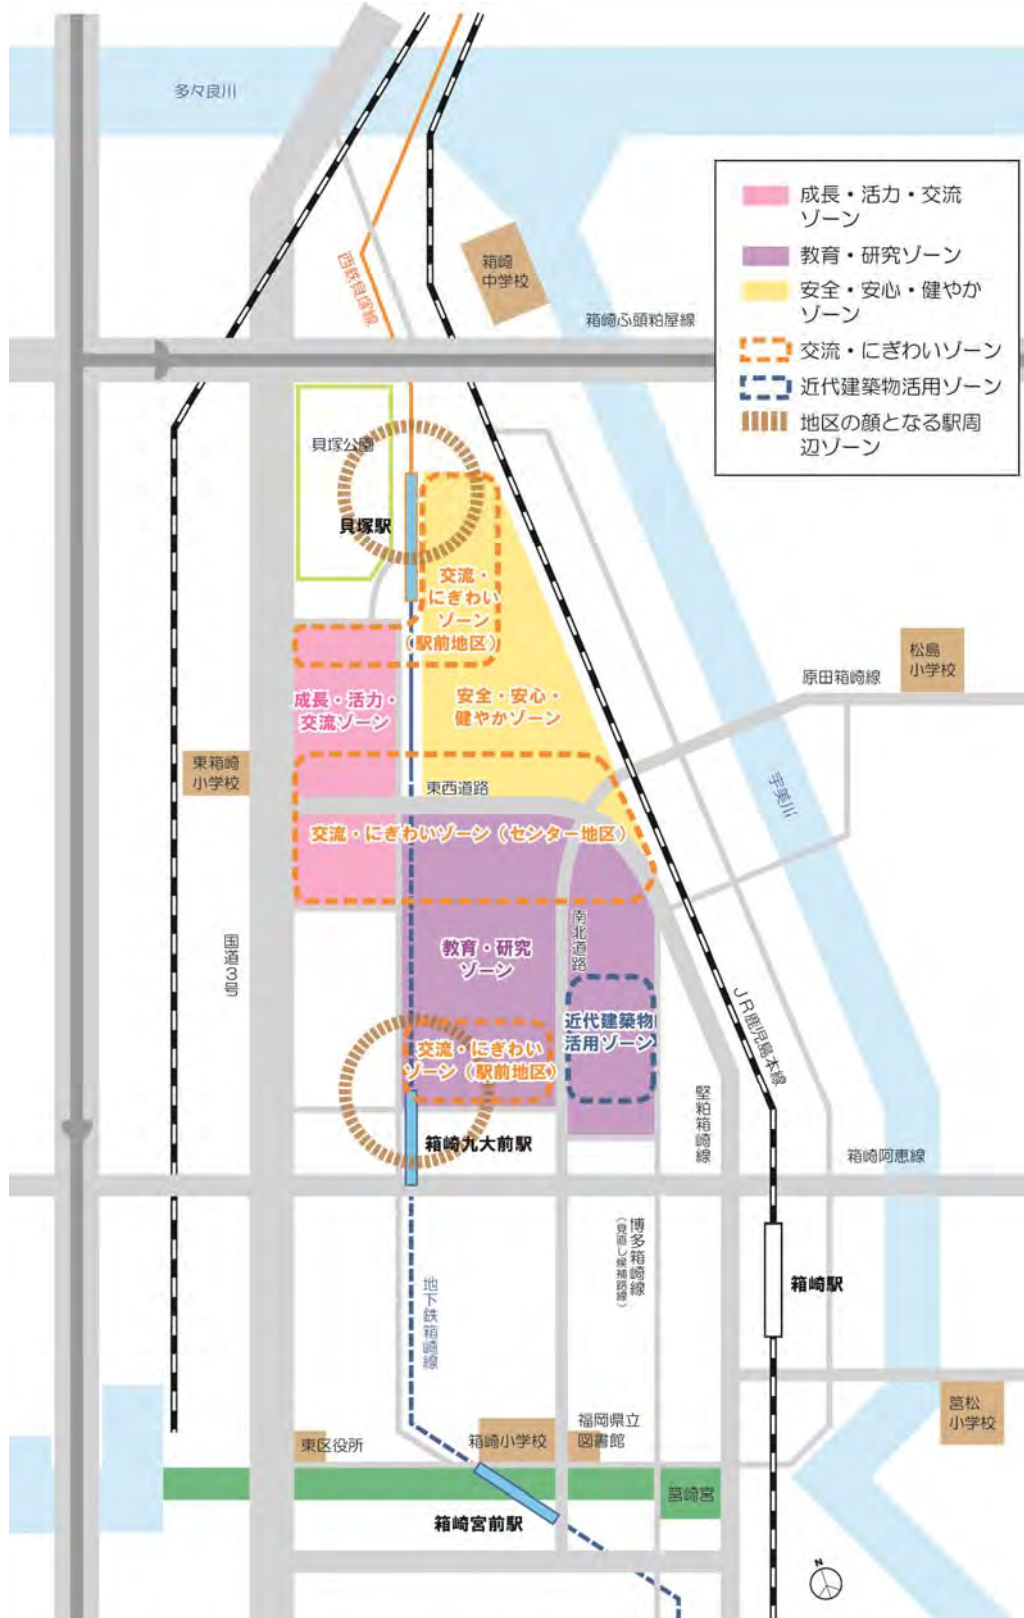 多々良川
成長・活力・交流
ゾーン
教育・研究ゾーン
安全・安心・健やか
ゾーン
交流・にぎわいゾーン
近代建築物活用ゾーン
地区の顔となる駅周
辺ゾーン
西鉄貝塚線
箱崎
中学校
箱崎ふ頭粕屋線
貝塚公園
貝塚駅
交流・
にぎわい
ゾーン
(駅前地区)
松島
小学校
原田箱崎線
成長・活力・
交流ゾーン
安全・安心・
健やかゾーン
東箱崎
小学校
東西道路
宇美川
交流・にぎわいゾーン(センター地区)
南北道路
国道3号
教育・研究
ゾーン
JR鹿児島本線
近代建築物
活用ゾーン
交流・にぎわい
ゾーン(駅前地区)
堅粕箱崎線
箱崎九大前駅
箱崎阿恵線
博多箱崎線
(見直し候補路線)
地下鉄箱崎線
箱崎駅
筥松
小学校
東区役所
箱崎小学校
福岡県立
図書館
筥崎宮
箱崎宮前駅
N